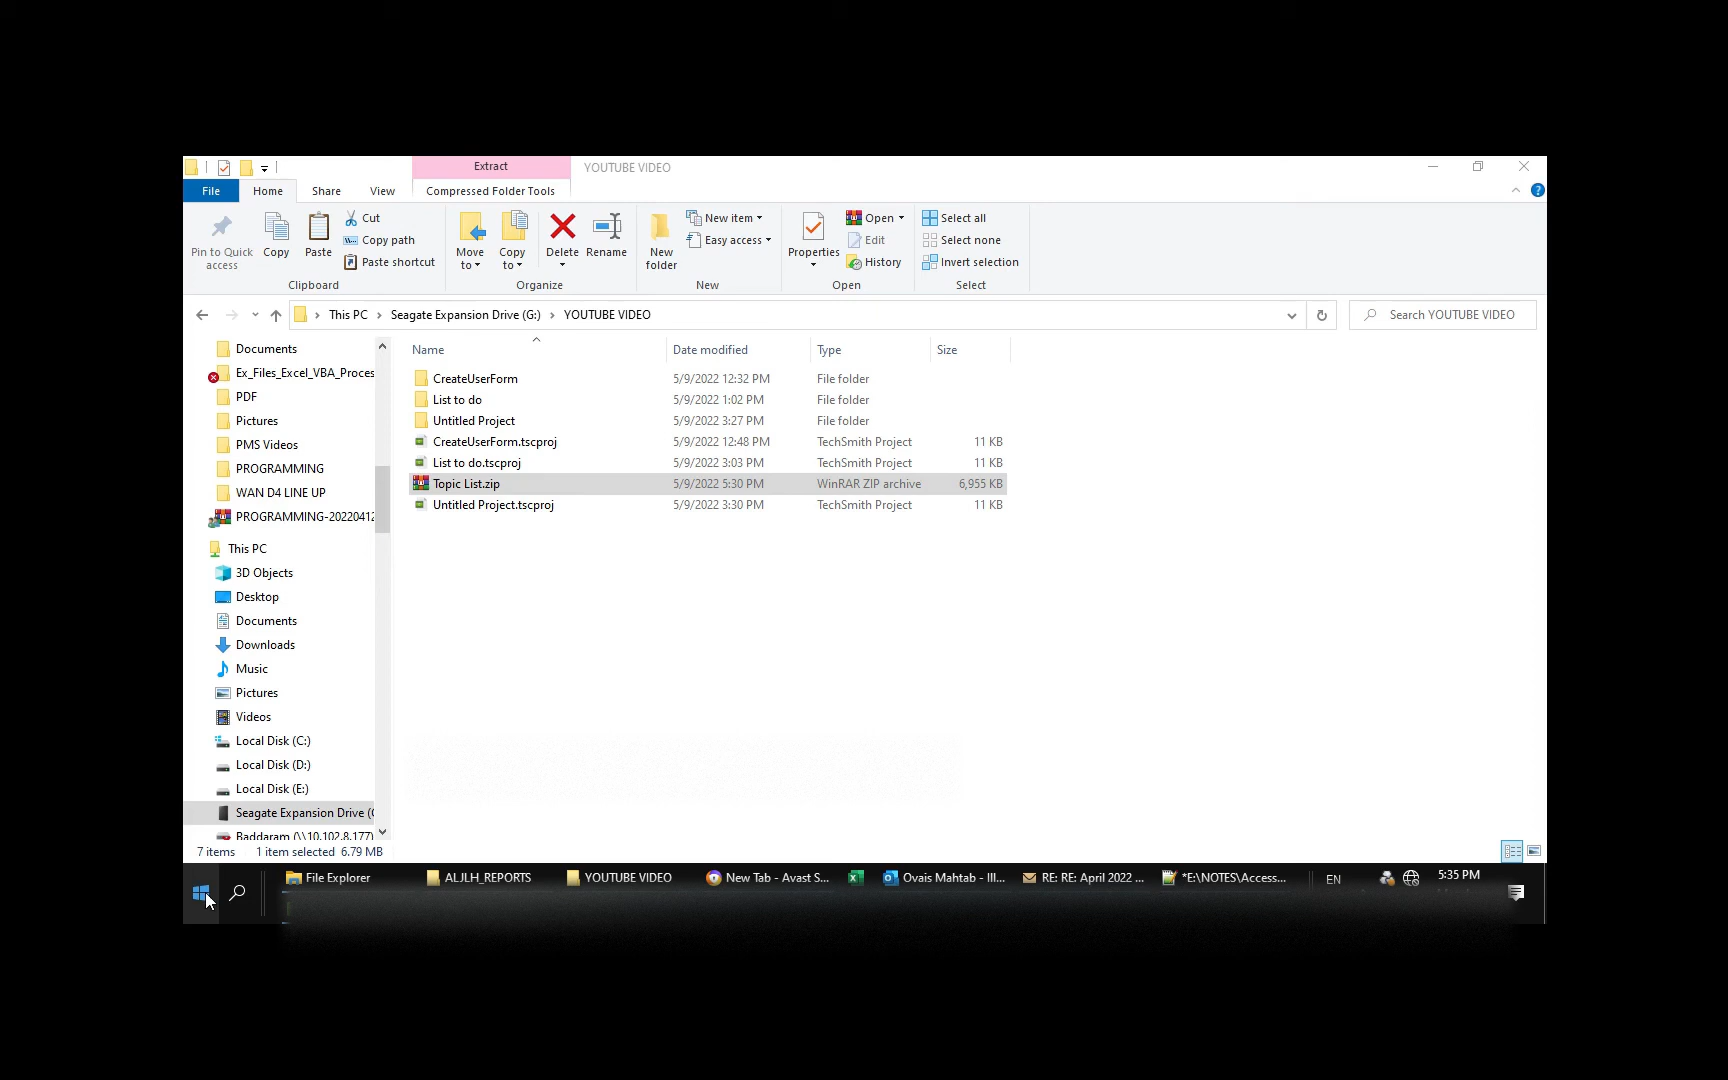 Extract
YOUTUBE VIDEO
File
Home
Share
View
Compressed Folder Tools
Pin to Quick access
Copy
Paste
Cut
Copy path
Paste shortcut
Clipboard
Move to
Copy to
Delete
Rename
Organize
New folder
New item
Easy access
New
Properties
Open
Edit
History
Open
Select all
Select none
Invert selection
Select
This PC > Seagate Expansion Drive (G:) > YOUTUBE VIDEO
Search YOUTUBE VIDEO
Documents
Ex_Files_Excel_VBA_Proces
PDF
Pictures
PMS Videos
PROGRAMMING
WAN D4 LINE UP
PROGRAMMING-20220412
This PC
3D Objects
Desktop
Documents
Downloads
Music
Pictures
Videos
Local Disk (C:)
Local Disk (D:)
Local Disk (E:)
Seagate Expansion Drive (
Baddaram (\\10.102.8.177)
Name Date modified Type Size
CreateUserForm 5/9/2022 12:32 PM File folder
List to do 5/9/2022 1:02 PM File folder
Untitled Project 5/9/2022 3:27 PM File folder
CreateUserForm.tscproj 5/9/2022 12:48 PM TechSmith Project 11 KB
List to do.tscproj 5/9/2022 3:03 PM TechSmith Project 11 KB
Topic List.zip 5/9/2022 5:30 PM WinRAR ZIP archive 6,955 KB
Untitled Project.tscproj 5/9/2022 3:30 PM TechSmith Project 11 KB
7 items 1 item selected 6.79 MB
File Explorer
ALJLH_REPORTS
YOUTUBE VIDEO
New Tab - Avast S...
Ovais Mahtab - Ill...
RE: RE: April 2022 ...
*E:\NOTES\Access...
EN
5:35 PM